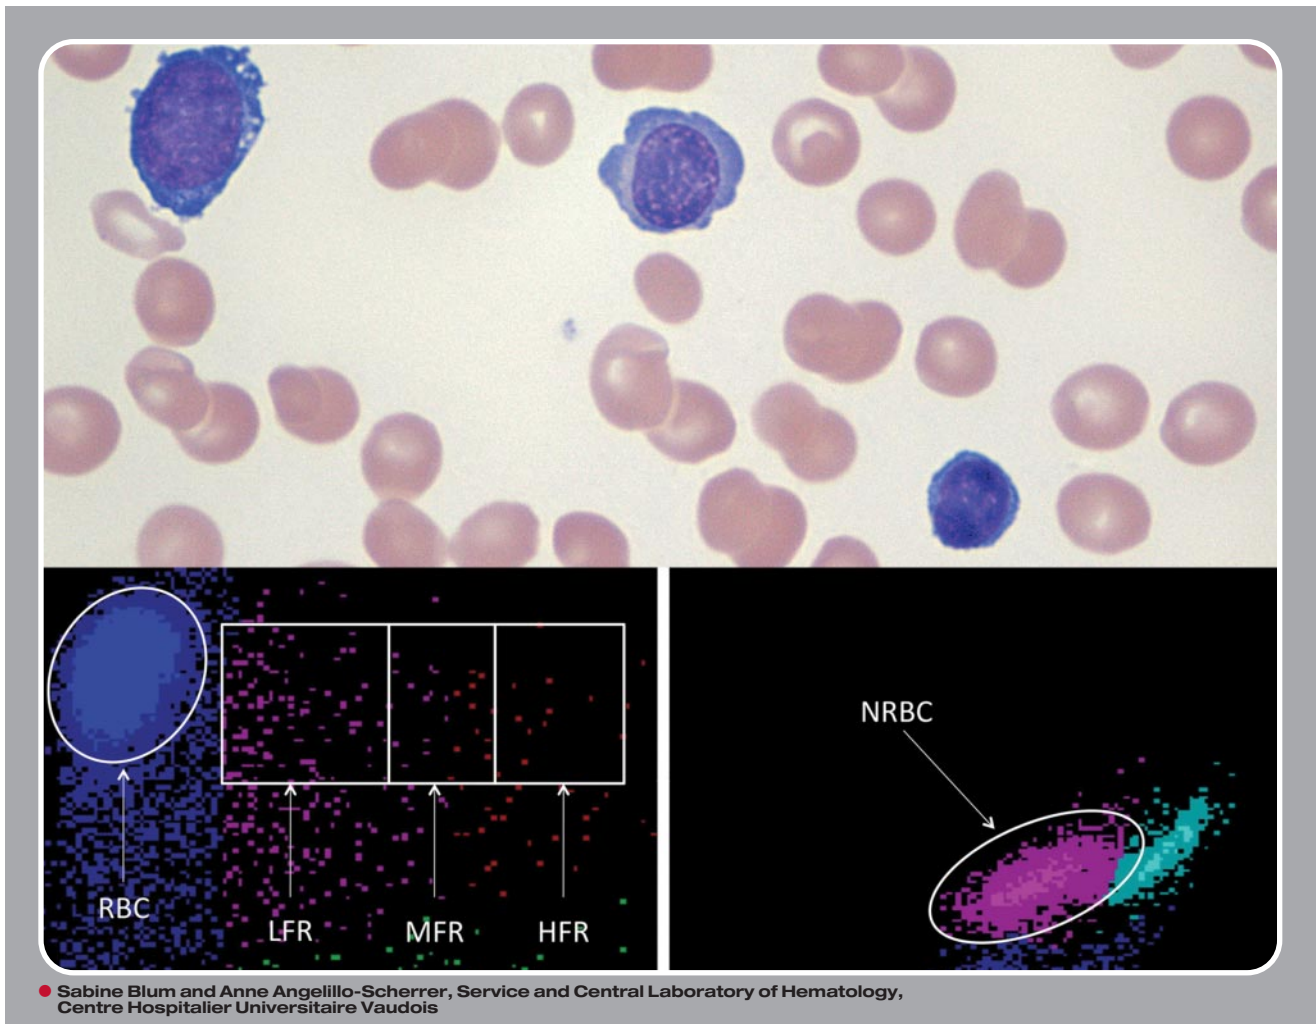 NRBC
RBC
LFR
MFR
HFR
Sabine Blum and Anne Angelillo-Scherrer, Service and Central Laboratory of Hematology,
Centre Hospitalier Universitaire Vaudois